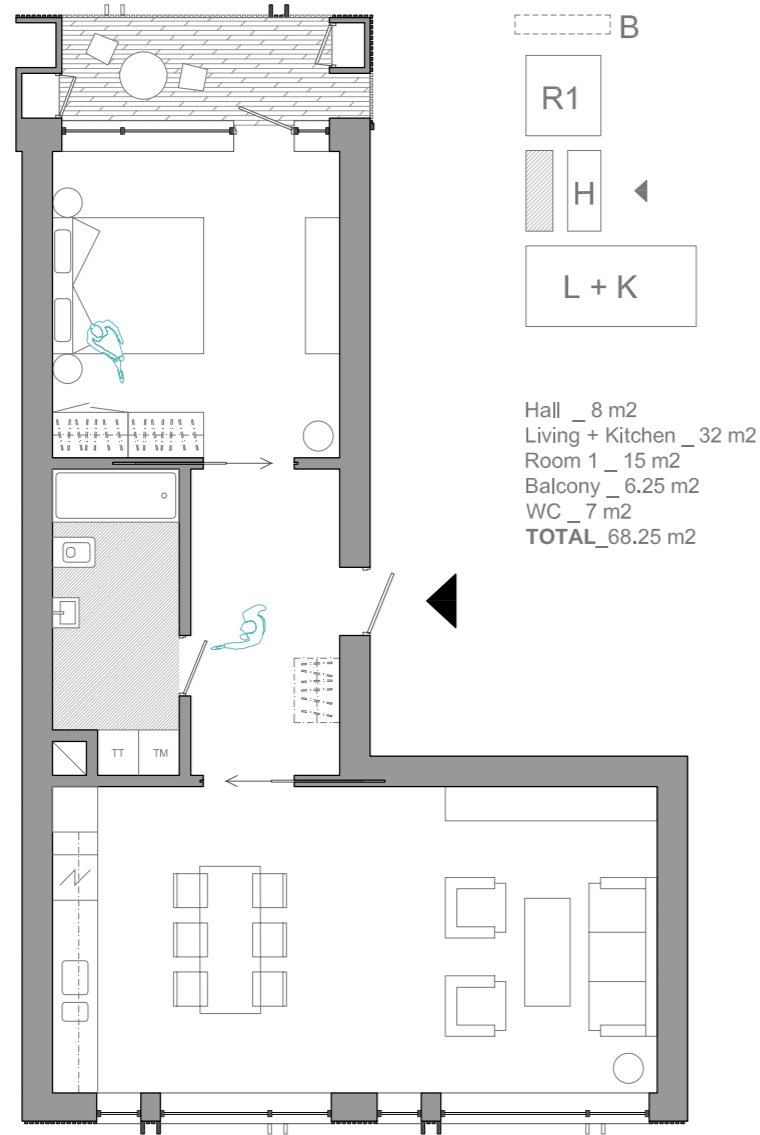 B
R1
H
L + K
Hall _ 8 m2
Living + Kitchen _ 32 m2
Room 1 _ 15 m2
Balcony _ 6.25 m2
WC _ 7 m2
TOTAL_68.25 m2
TT TM